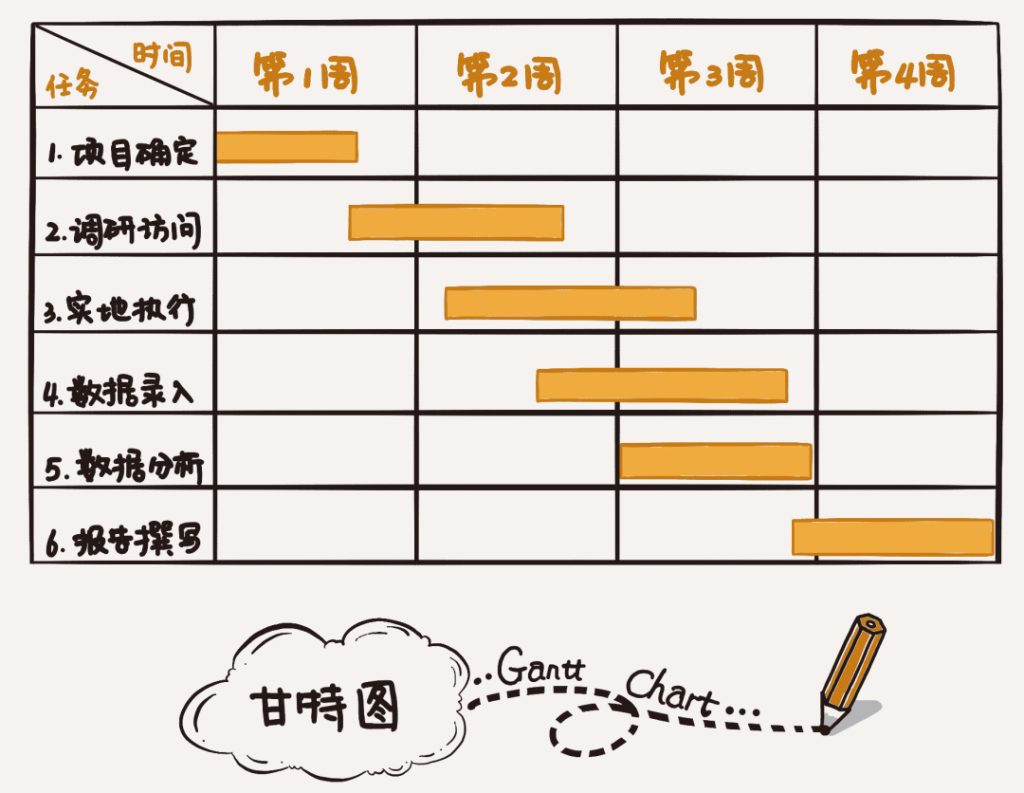 时间
任务
第1周 第2周 第3周 第4周
1.项目确定
2.调研访问
3.实地执行
4.数据录入
5.数据分析
6.报告撰写
甘特图
..Gantt Chart...